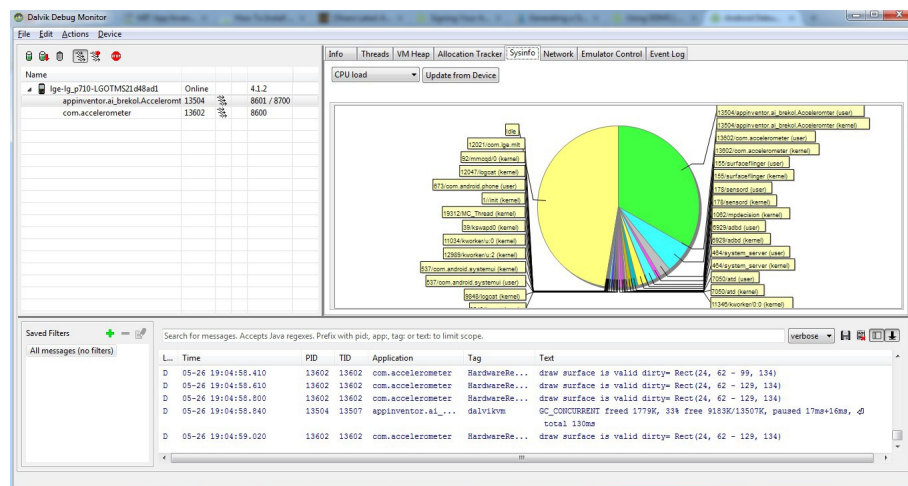 Dalvik Debug Monitor
File Edit Actions Device
Name
lge-lg_p710-LGOTMS21d48ad1 Online 4.1.2
appinventor.ai_brekol.Acceleromt 13504 8601 / 8700
com.accelerometer 13602 8600
Info Threads VM Heap Allocation Tracker Sysinfo Network Emulator Control Event Log
CPU load Update from Device
Idle
12021/com.lge.mlt
92/mmcqd/0 (kernel)
12047/logcat (kernel)
673/com.android.phone (user)
1//init (kernel)
19312/MC_Thread (kernel)
39/kswapd0 (kernel)
11034/kworker/u:0 (kernel)
12989/kworker/u:2 (kernel)
537/com.android.systemui (kernel)
537/com.android.systemui (user)
9848/logcat (kernel)
13504/appinventor.ai_brekol.Acceleromter (user)
13504/appinventor.ai_brekol.Acceleromter (kernel)
13602/com.accelerometer (user)
13602/com.accelerometer (kernel)
155/surfaceflinger (user)
155/surfaceflinger (kernel)
178/sensord (user)
178/sensord (kernel)
1062/mpdecision (kernel)
6929/adbd (user)
6929/adbd (kernel)
464/system_server (user)
464/system_server (kernel)
7050/atd (user)
7050/atd (kernel)
11346/kworker/0:0 (kernel)
Saved Filters
All messages (no filters)
Search for messages. Accepts Java regexes. Prefix with pid:, app:, tag: or text: to limit scope. verbose
L... Time PID TID Application Tag Text
D 05-26 19:04:58.410 13602 13602 com.accelerometer HardwareRe... draw surface is valid dirty= Rect(24, 62 - 99, 134)
D 05-26 19:04:58.610 13602 13602 com.accelerometer HardwareRe... draw surface is valid dirty= Rect(24, 62 - 129, 134)
D 05-26 19:04:58.800 13602 13602 com.accelerometer HardwareRe... draw surface is valid dirty= Rect(24, 62 - 129, 134)
D 05-26 19:04:58.840 13504 13507 appinventor.ai_... dalvikvm GC_CONCURRENT freed 1779K, 33% free 9183K/13507K, paused 17ms+16ms,
total 130ms
D 05-26 19:04:59.020 13602 13602 com.accelerometer HardwareRe... draw surface is valid dirty= Rect(24, 62 - 129, 134)